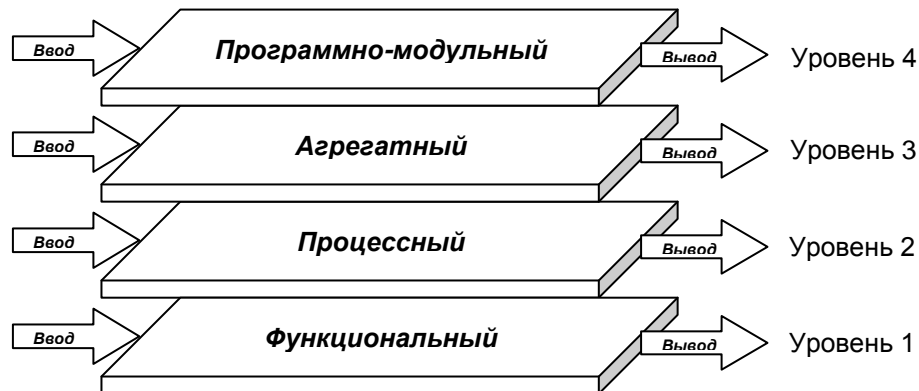 Ввод
Программно-модульный
Вывод
Уровень 4
Ввод
Агрегатный
Вывод
Уровень 3
Ввод
Процессный
Вывод
Уровень 2
Ввод
Функциональный
Вывод
Уровень 1